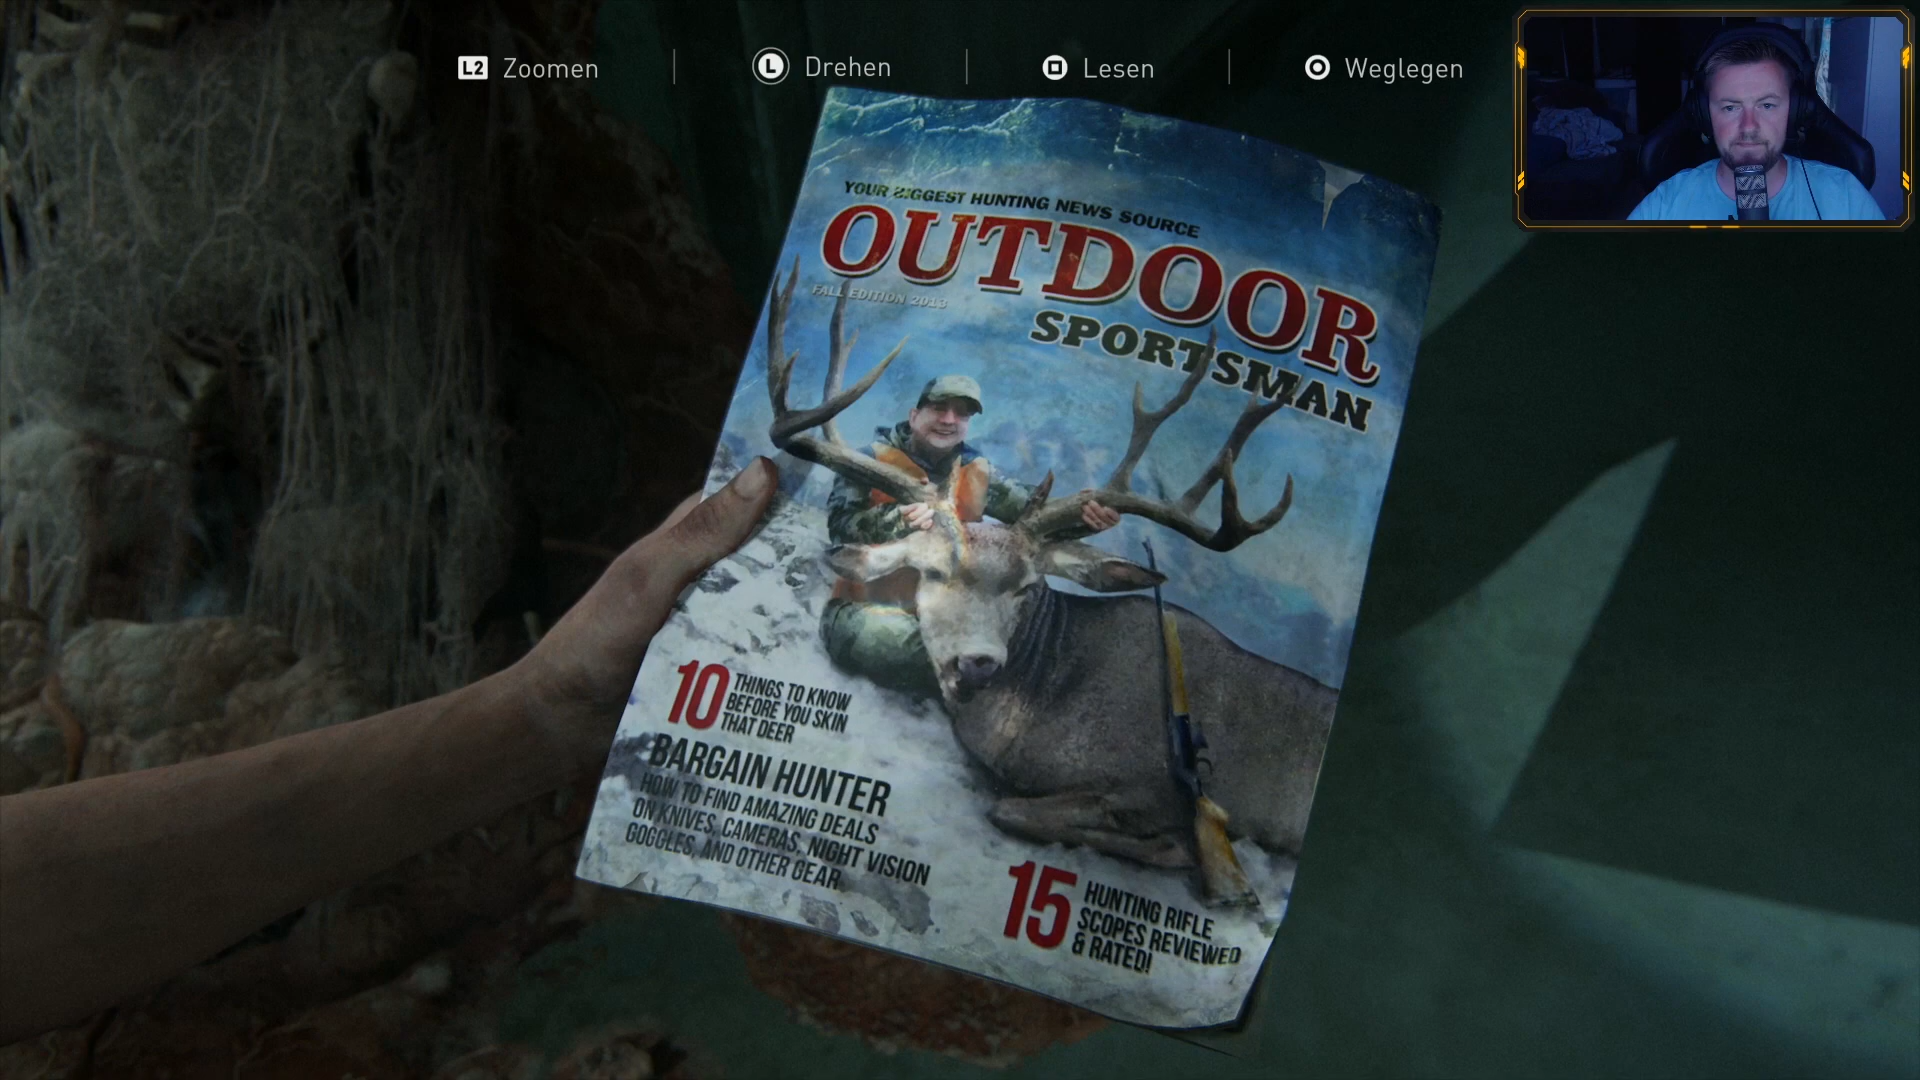 L2 Zoomen
L Drehen
Lesen
Weglegen
YOUR BIGGEST HUNTING NEWS SOURCE
OUTDOOR
SPORTSMAN
FALL EDITION 2013
10 THINGS TO KNOW
BEFORE YOU SKIN
THAT DEER
BARGAIN HUNTER
HOW TO FIND AMAZING DEALS
ON KNIVES, CAMERAS, NIGHT VISION
GOGGLES, AND OTHER GEAR
15 HUNTING RIFLE
SCOPES REVIEWED
& RATED!